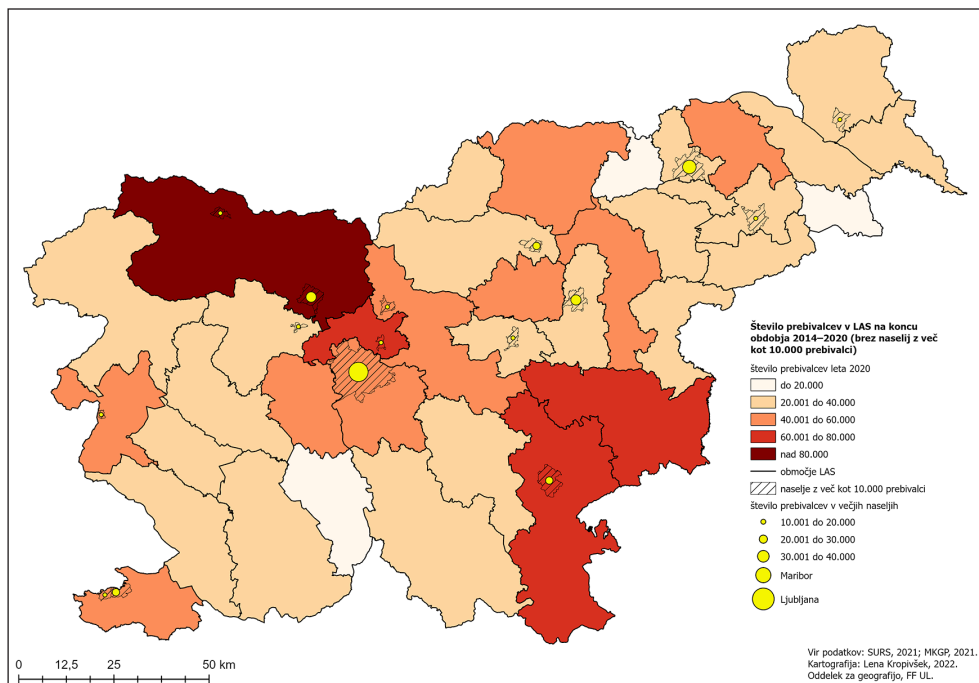 Število prebivalcev v LAS na koncu
obdobja 2014–2020 (brez naselij z več
kot 10.000 prebivalci)
število prebivalcev leta 2020
do 20.000
20.001 do 40.000
40.001 do 60.000
60.001 do 80.000
nad 80.000
območje LAS
naselje z več kot 10.000 prebivalci
število prebivalcev v večjih naseljih
10.001 do 20.000
20.001 do 30.000
30.001 do 40.000
Maribor
Ljubljana
0 12,5 25 50 km
Vir podatkov: SURS, 2021; MKGP, 2021.
Kartografija: Lena Kropivšek, 2022.
Oddelek za geografijo, FF UL.